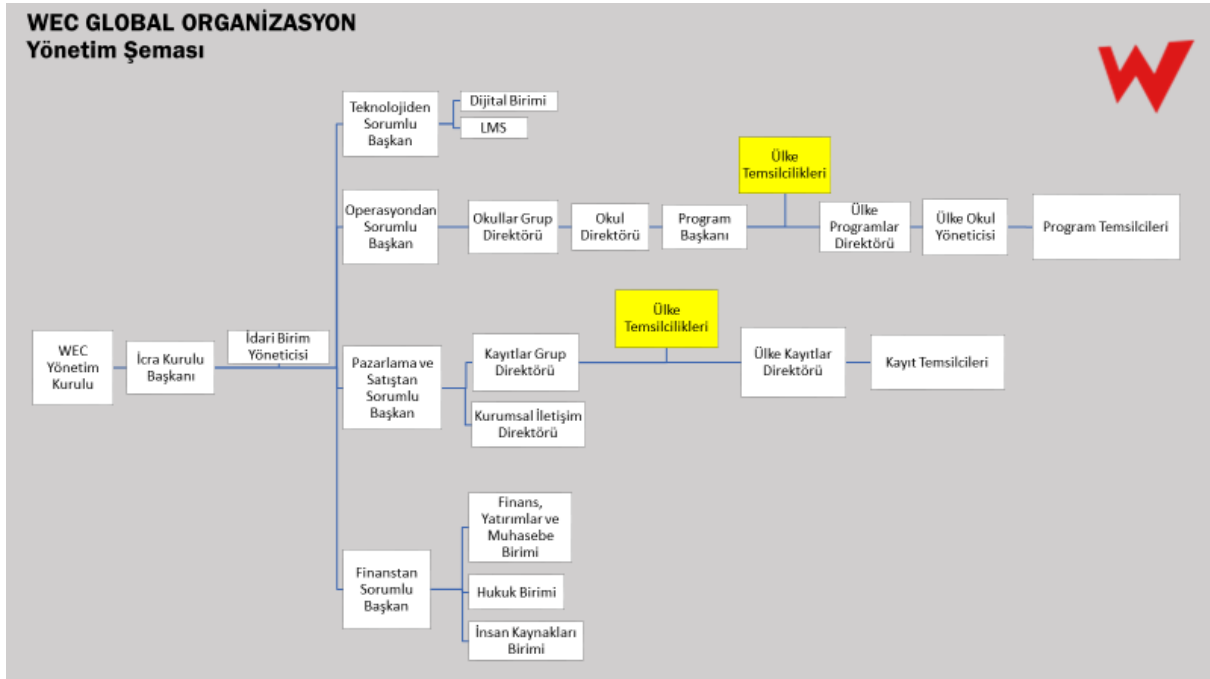 WEC GLOBAL ORGANİZASYON
Yönetim Şeması
W
Teknolojiden
Sorumlu
Başkan
Dijital Birimi
LMS
Ülke
Temsilcilikleri
Operasyondan
Sorumlu
Başkan
Okullar Grup
Direktörü
Okul
Direktörü
Program
Başkanı
Ülke
Programlar
Direktörü
Ülke Okul
Yöneticisi
Program Temsilcileri
Ülke
Temsilcilikleri
WEC
Yönetim
Kurulu
İcra Kurulu
Başkanı
İdari Birim
Yöneticisi
Pazarlama ve
Satıştan
Sorumlu
Başkan
Kayıtlar Grup
Direktörü
Ülke Kayıtlar
Direktörü
Kayıt Temsilcileri
Kurumsal İletişim
Direktörü
Finanstan
Sorumlu
Başkan
Finans,
Yatırımlar ve
Muhasebe
Birimi
Hukuk Birimi
İnsan Kaynakları
Birimi